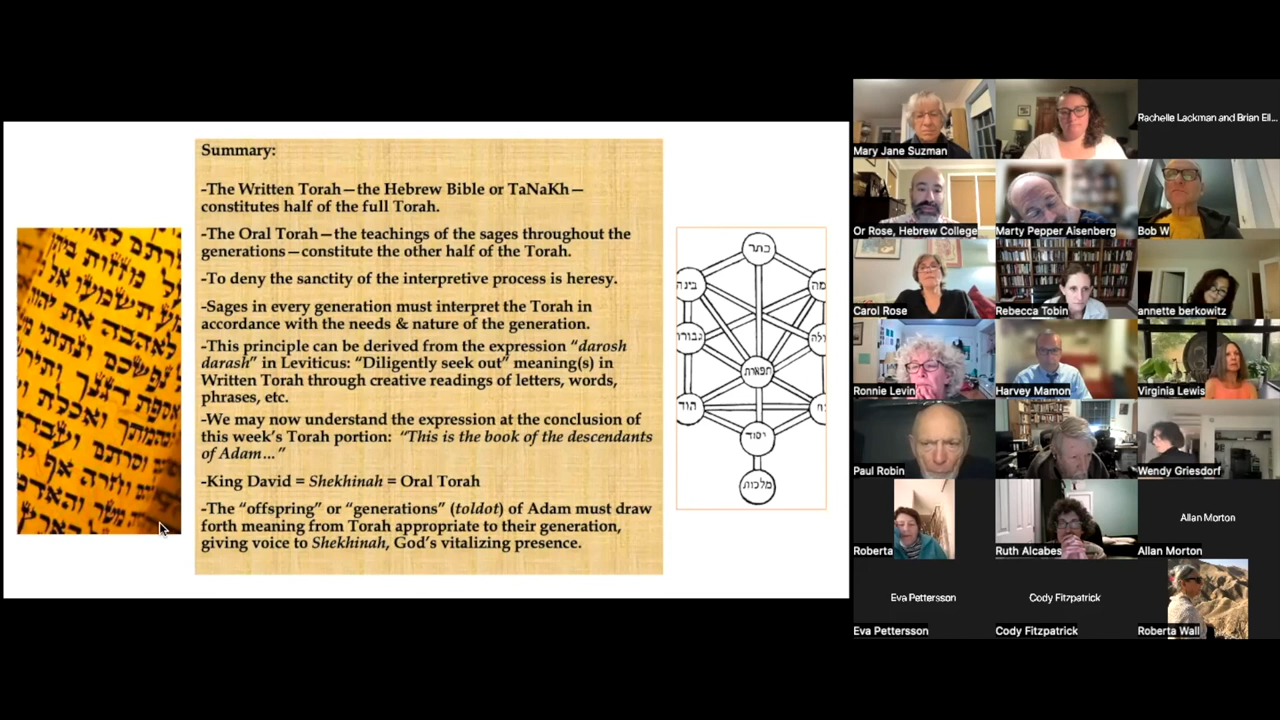 Summary:
-The Written Torah—the Hebrew Bible or TaNaKh—
constitutes half of the full Torah.
-The Oral Torah—the teachings of the sages throughout the
generations—constitute the other half of the Torah.
-To deny the sanctity of the interpretive process is heresy.
-Sages in every generation must interpret the Torah in
accordance with the needs & nature of the generation.
-This principle can be derived from the expression “darosh
darash” in Leviticus: “Diligently seek out” meaning(s) in
Written Torah through creative readings of letters, words,
phrases, etc.
-We may now understand the expression at the conclusion of
this week’s Torah portion: “This is the book of the descendants
of Adam…”
-King David = Shekhinah = Oral Torah
-The “offspring” or “generations” (toldot) of Adam must draw
forth meaning from Torah appropriate to their generation,
giving voice to Shekhinah, God’s vitalizing presence.
כתר
בינה
גבורה
תפארת
הוד
יסוד
מלכות
Mary Jane Suzman
Rachelle Lackman and Brian Ell...
Or Rose, Hebrew College
Marty Pepper Aisenberg
Bob W
Carol Rose
Rebecca Tobin
annette berkowitz
Ronnie Levin
Harvey Mamon
Virginia Lewis
Paul Robin
Wendy Griesdorf
Roberta
Ruth Alcabes
Allan Morton
Allan Morton
Eva Pettersson
Eva Pettersson
Cody Fitzpatrick
Cody Fitzpatrick
Roberta Wall